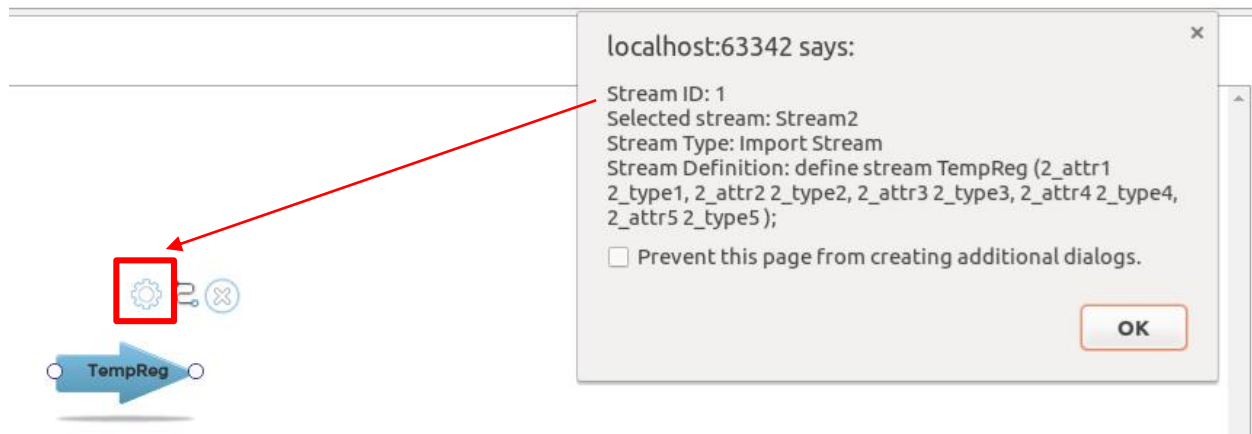 localhost:63342 says:
Stream ID: 1
Selected stream: Stream2
Stream Type: Import Stream
Stream Definition: define stream TempReg (2_attr1
2_type1, 2_attr2 2_type2, 2_attr3 2_type3, 2_attr4 2_type4,
2_attr5 2_type5 );
Prevent this page from creating additional dialogs.
OK
TempReg